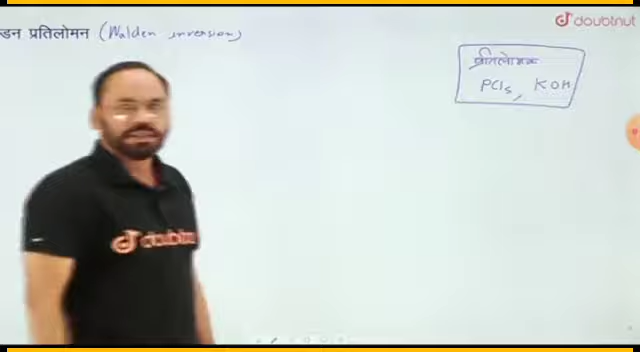 doubtnut
डन प्रतिलोमन (Walden inversion)
प्रतिलोमक
PCl5, KOH
doubtnut